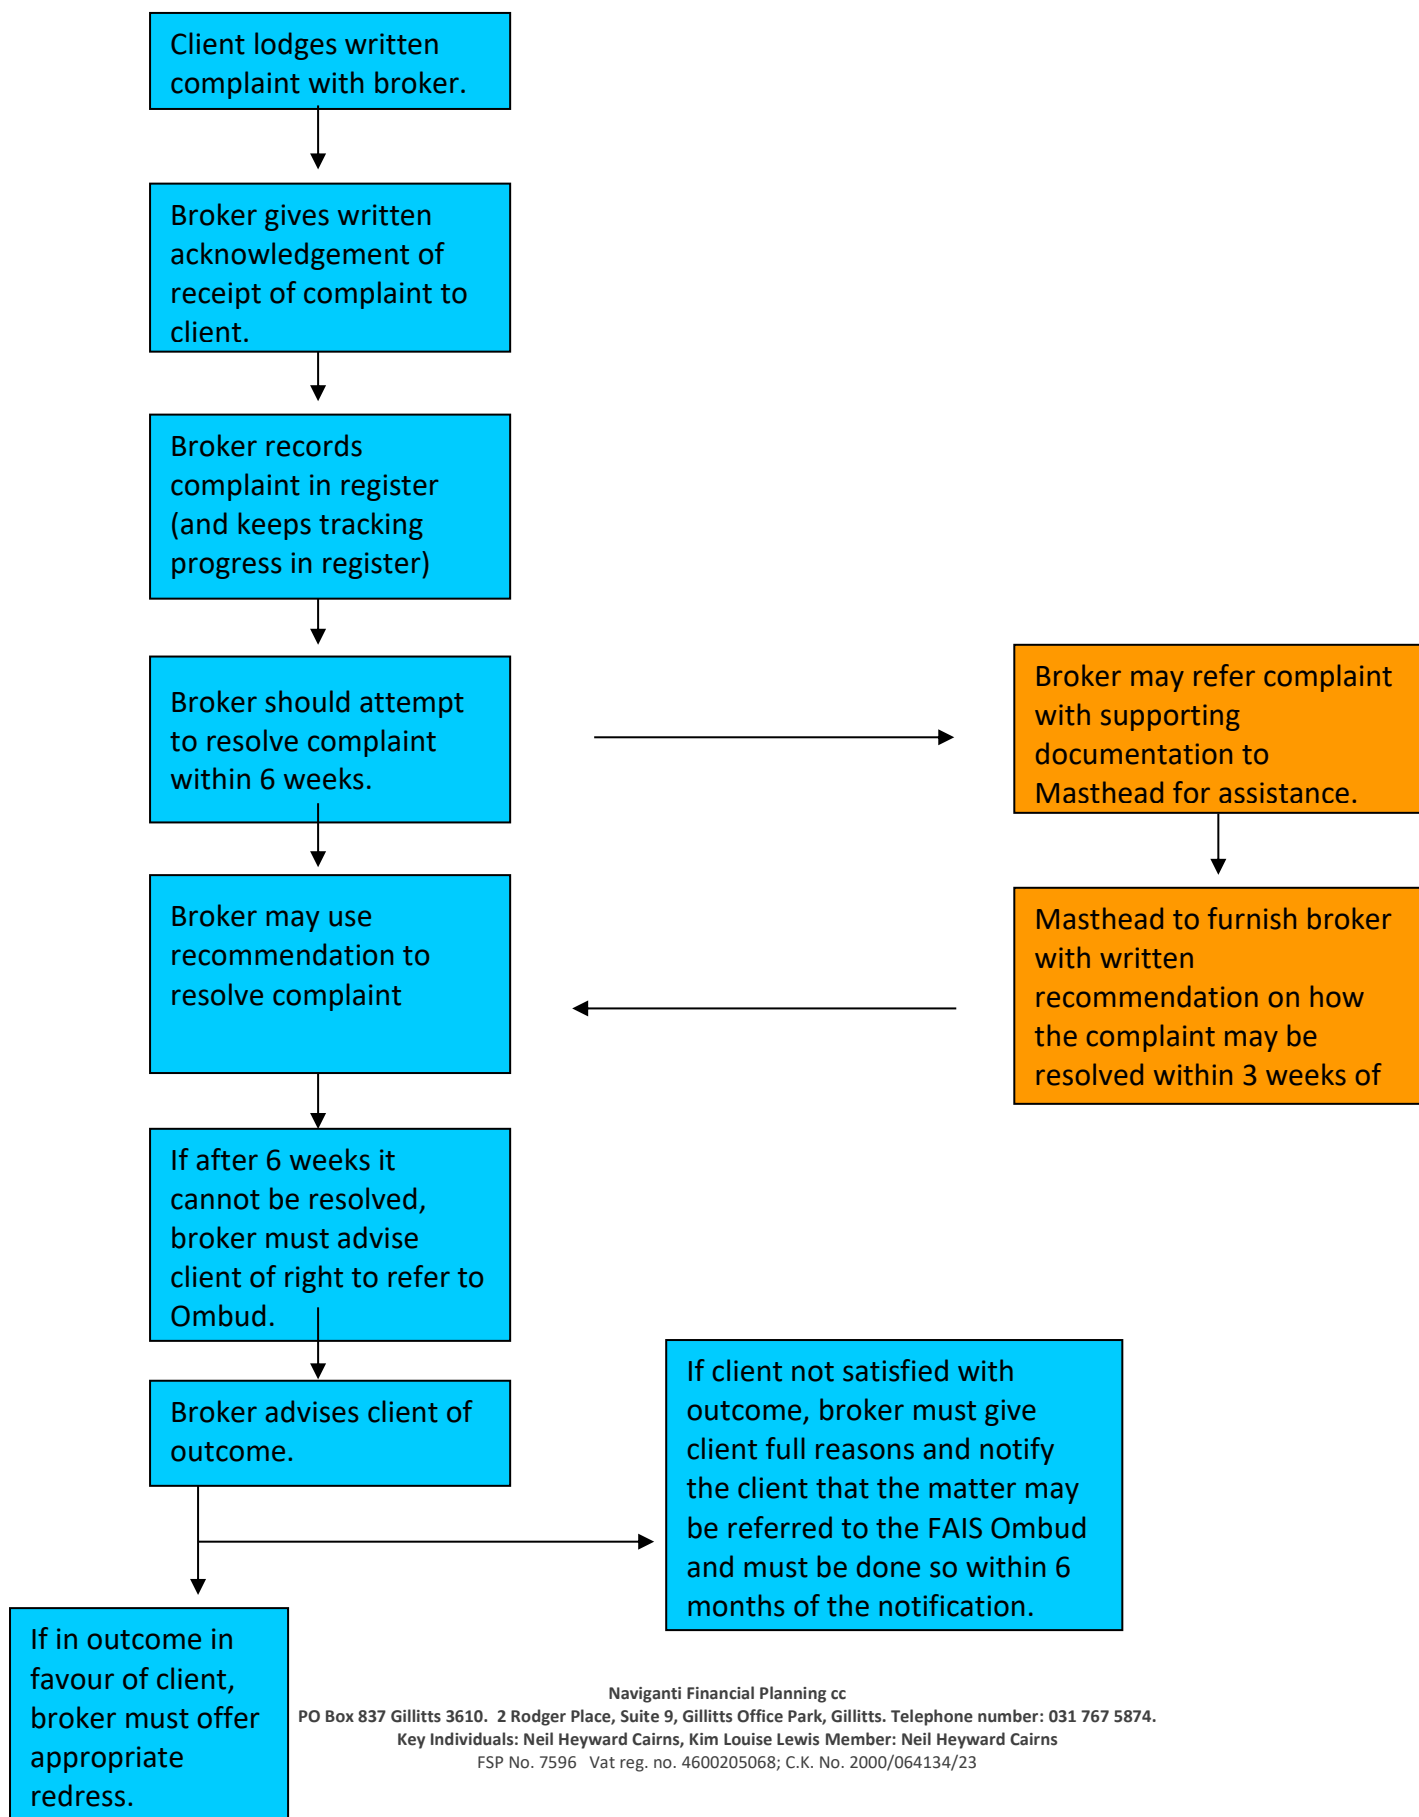 Client lodges written
complaint with broker.
Broker gives written
acknowledgement of
receipt of complaint to
client.
Broker records
complaint in register
(and keeps tracking
progress in register)
Broker should attempt
to resolve complaint
within 6 weeks.
Broker may refer complaint
with supporting
documentation to
Masthead for assistance.
Masthead to furnish broker
with written
recommendation on how
the complaint may be
resolved within 3 weeks of
Broker may use
recommendation to
resolve complaint
If after 6 weeks it
cannot be resolved,
broker must advise
client of right to refer to
Ombud.
Broker advises client of
outcome.
If client not satisfied with
outcome, broker must give
client full reasons and notify
the client that the matter may
be referred to the FAIS Ombud
and must be done so within 6
months of the notification.
If in outcome in
favour of client,
broker must offer
appropriate
redress.
Naviganti Financial Planning cc
PO Box 837 Gillitts 3610. 2 Rodger Place, Suite 9, Gillitts Office Park, Gillitts. Telephone number: 031 767 5874.
Key Individuals: Neil Heyward Cairns, Kim Louise Lewis Member: Neil Heyward Cairns
FSP No. 7596 Vat reg. no. 4600205068; C.K. No. 2000/064134/23